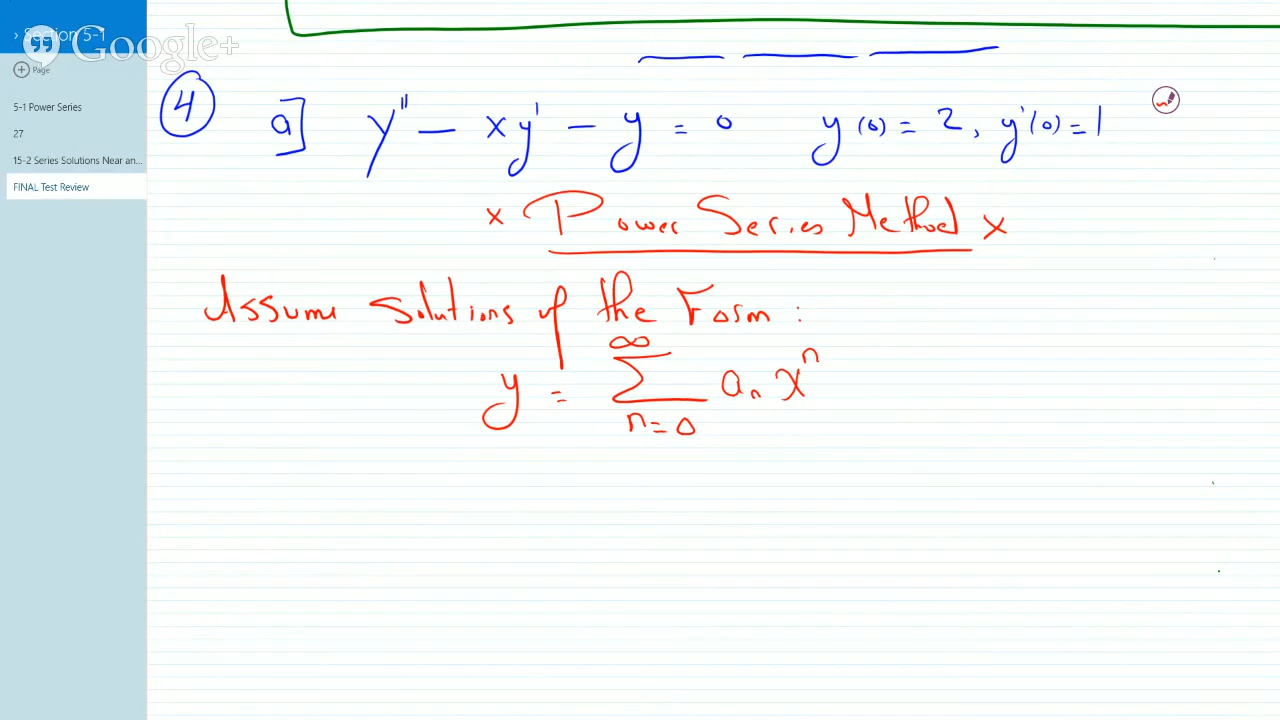 › Section 5-1
Google+
Page
5-1 Power Series
27
15-2 Series Solutions Near an...
FINAL Test Review
4 a] y'' - xy' - y = 0 y(0) = 2, y'(0) = 1
x Power Series Method x
Assume Solutions of the Form:
y = ∑_{n=0}^{∞} a_n x^n